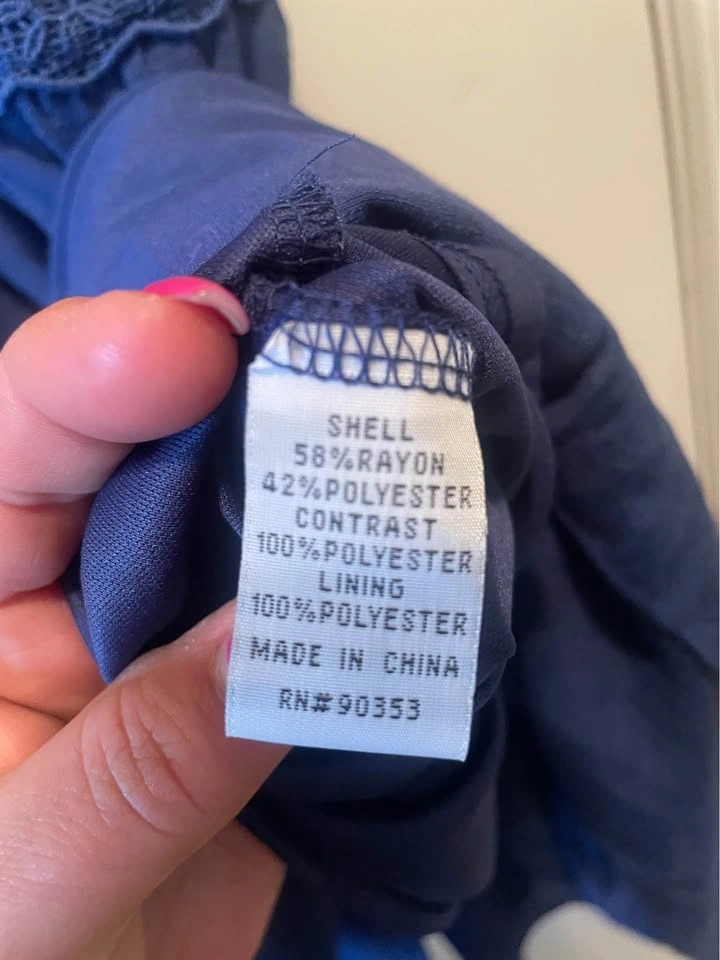 SHELL
58%RAYON
42%POLYESTER
CONTRAST
100%POLYESTER
LINING
100%POLYESTER
MADE IN CHINA
RN#90353